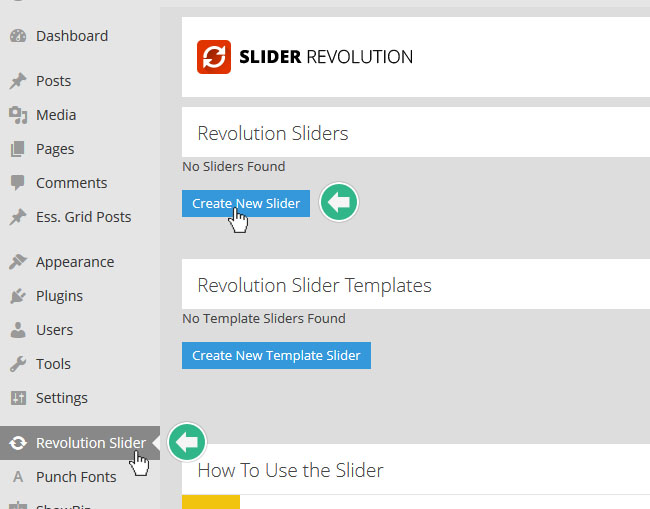 Dashboard
Posts
Media
Pages
Comments
Ess. Grid Posts
Appearance
Plugins
Users
Tools
Settings
Revolution Slider
Punch Fonts
SLIDER REVOLUTION
Revolution Sliders
No Sliders Found
Create New Slider
Revolution Slider Templates
No Template Sliders Found
Create New Template Slider
How To Use the Slider